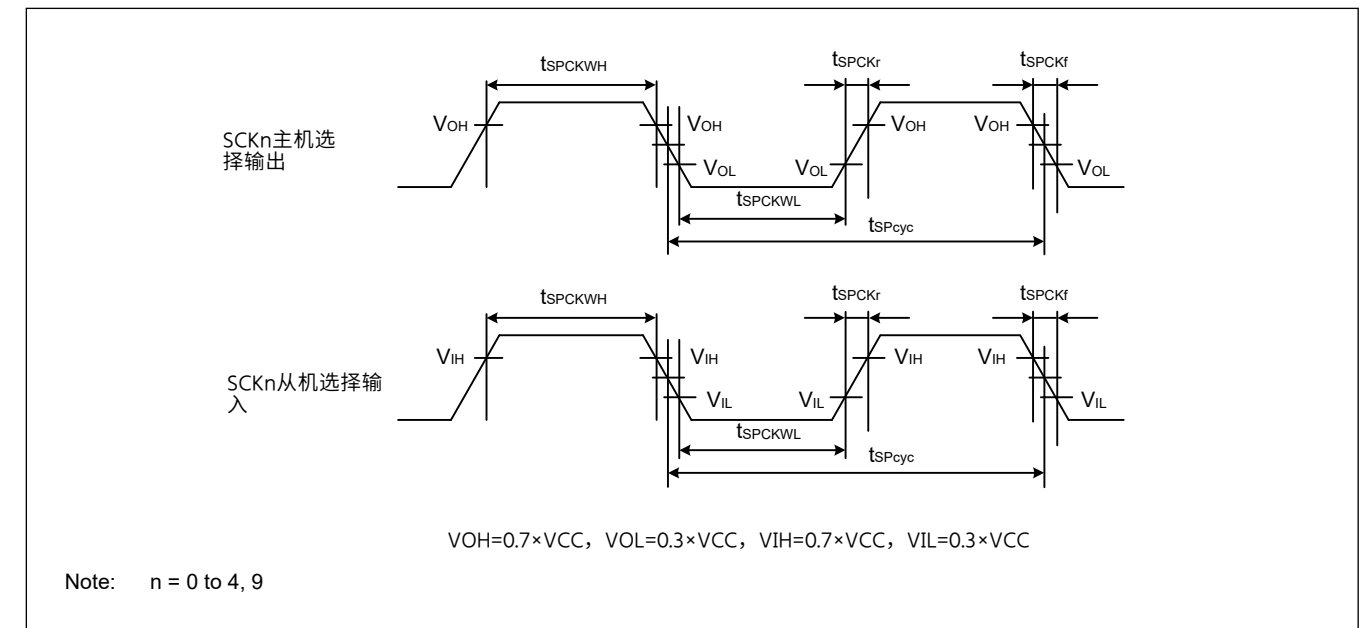 tSPCKWH
tSPCKr
tSPCKf
SCKn主机选
择输出
VOH
VOH
VOL
VOL
VOH
VOH
VOL
tSPCKWL
tSPcyc
tSPCKWH
tSPCKr
tSPCKf
SCKn从机选择输
入
VIH
VIH
VIL
VIL
VIH
VIH
VIL
tSPCKWL
tSPcyc
VOH=0.7×VCC，VOL=0.3×VCC，VIH=0.7×VCC，VIL=0.3×VCC
Note: n = 0 to 4, 9